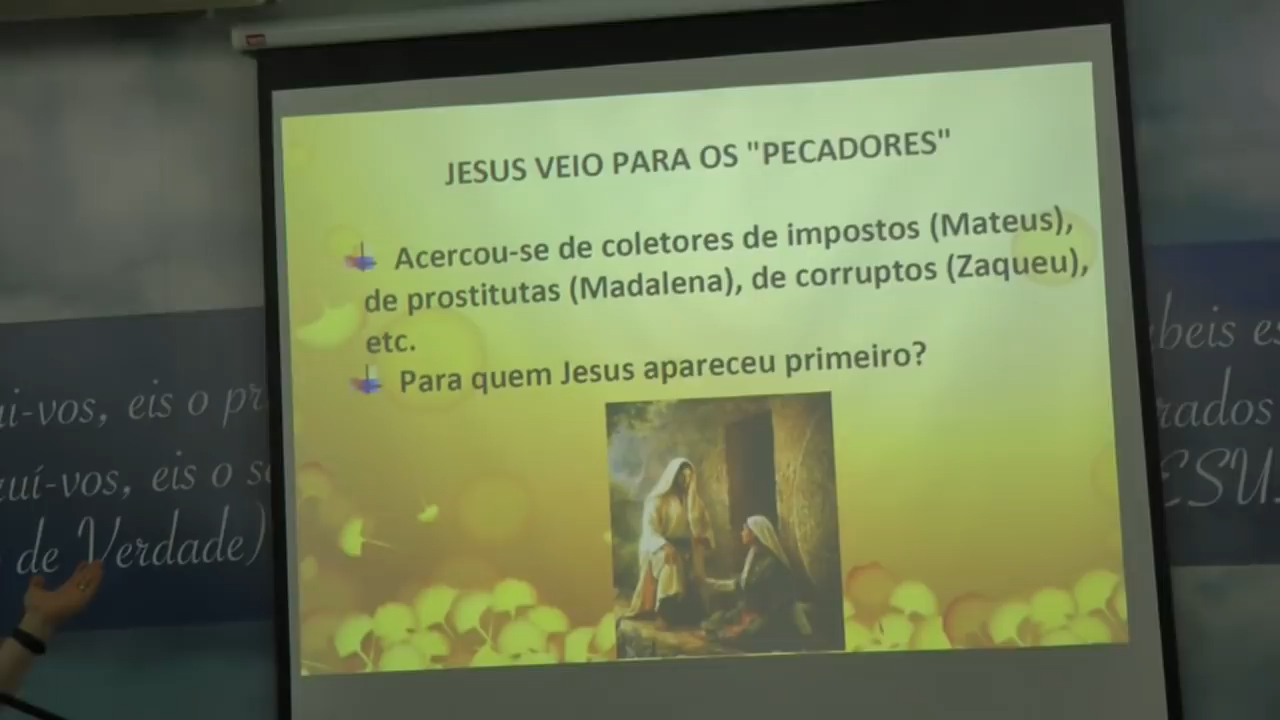 JESUS VEIO PARA OS "PECADORES"
Acercou-se de coletores de impostos (Mateus),
de prostitutas (Madalena), de corruptos (Zaqueu),
etc.
Para quem Jesus apareceu primeiro?
-vos, eis o
-vos, eis o
de Verdade)